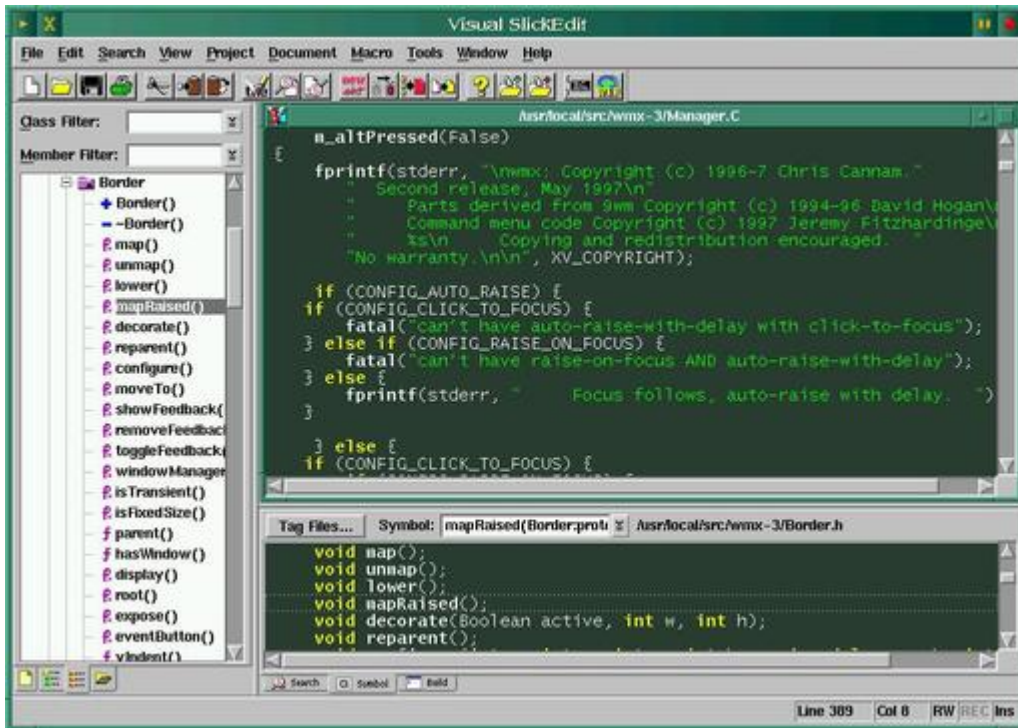 Visual SlickEdit
File Edit Search View Project Document Macro Tools Window Help
Class Filter:
Member Filter:
Border
Border()
~Border()
map()
unmap()
lower()
mapRaised()
decorate()
reparent()
configure()
moveTo()
showFeedback(
removeFeedbac
toggleFeedback(
windowManager
isTransient()
isFixedSize()
parent()
hasWindow()
display()
root()
expose()
eventButton()
yIndent()
/usr/local/src/wmx-3/Manager.C
m_altPressed(False)
{
fprintf(stderr, "\nwmx: Copyright (c) 1996-7 Chris Cannam."
" Second release, May 1997\n"
" Parts derived from 9wm Copyright (c) 1994-96 David Hogan\
" Command menu code Copyright (c) 1997 Jeremy Fitzhardinge\
" %s\n Copying and redistribution encouraged. "
"No warranty.\n\n", XV_COPYRIGHT);
if (CONFIG_AUTO_RAISE) {
if (CONFIG_CLICK_TO_FOCUS) {
fatal("can't have auto-raise-with-delay with click-to-focus");
} else if (CONFIG_RAISE_ON_FOCUS) {
fatal("can't have raise-on-focus AND auto-raise-with-delay");
} else {
fprintf(stderr, " Focus follows, auto-raise with delay. ")
}
} else {
if (CONFIG_CLICK_TO_FOCUS) {
Tag Files... Symbol: mapRaised(Border:prot /usr/local/src/wmx-3/Border.h
void map();
void unmap();
void lower();
void mapRaised();
void decorate(Boolean active, int w, int h);
void reparent();
Search Symbol Build
Line 389 Col 8 RW REC Ins